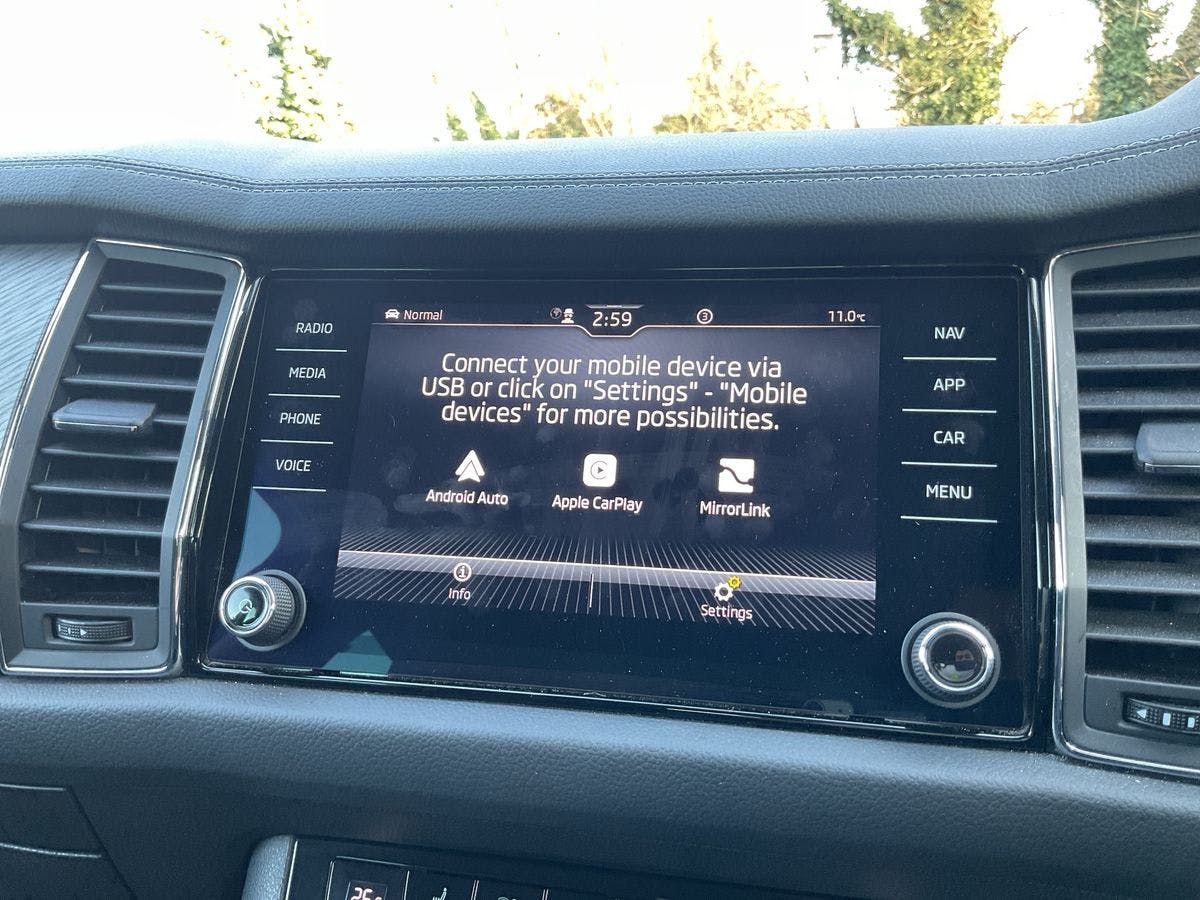 Normal
2:59
3
11.0°C
RADIO
MEDIA
PHONE
VOICE
Connect your mobile device via
USB or click on "Settings" - "Mobile
devices" for more possibilities.
Android Auto
Apple CarPlay
MirrorLink
Info
Settings
NAV
APP
CAR
MENU